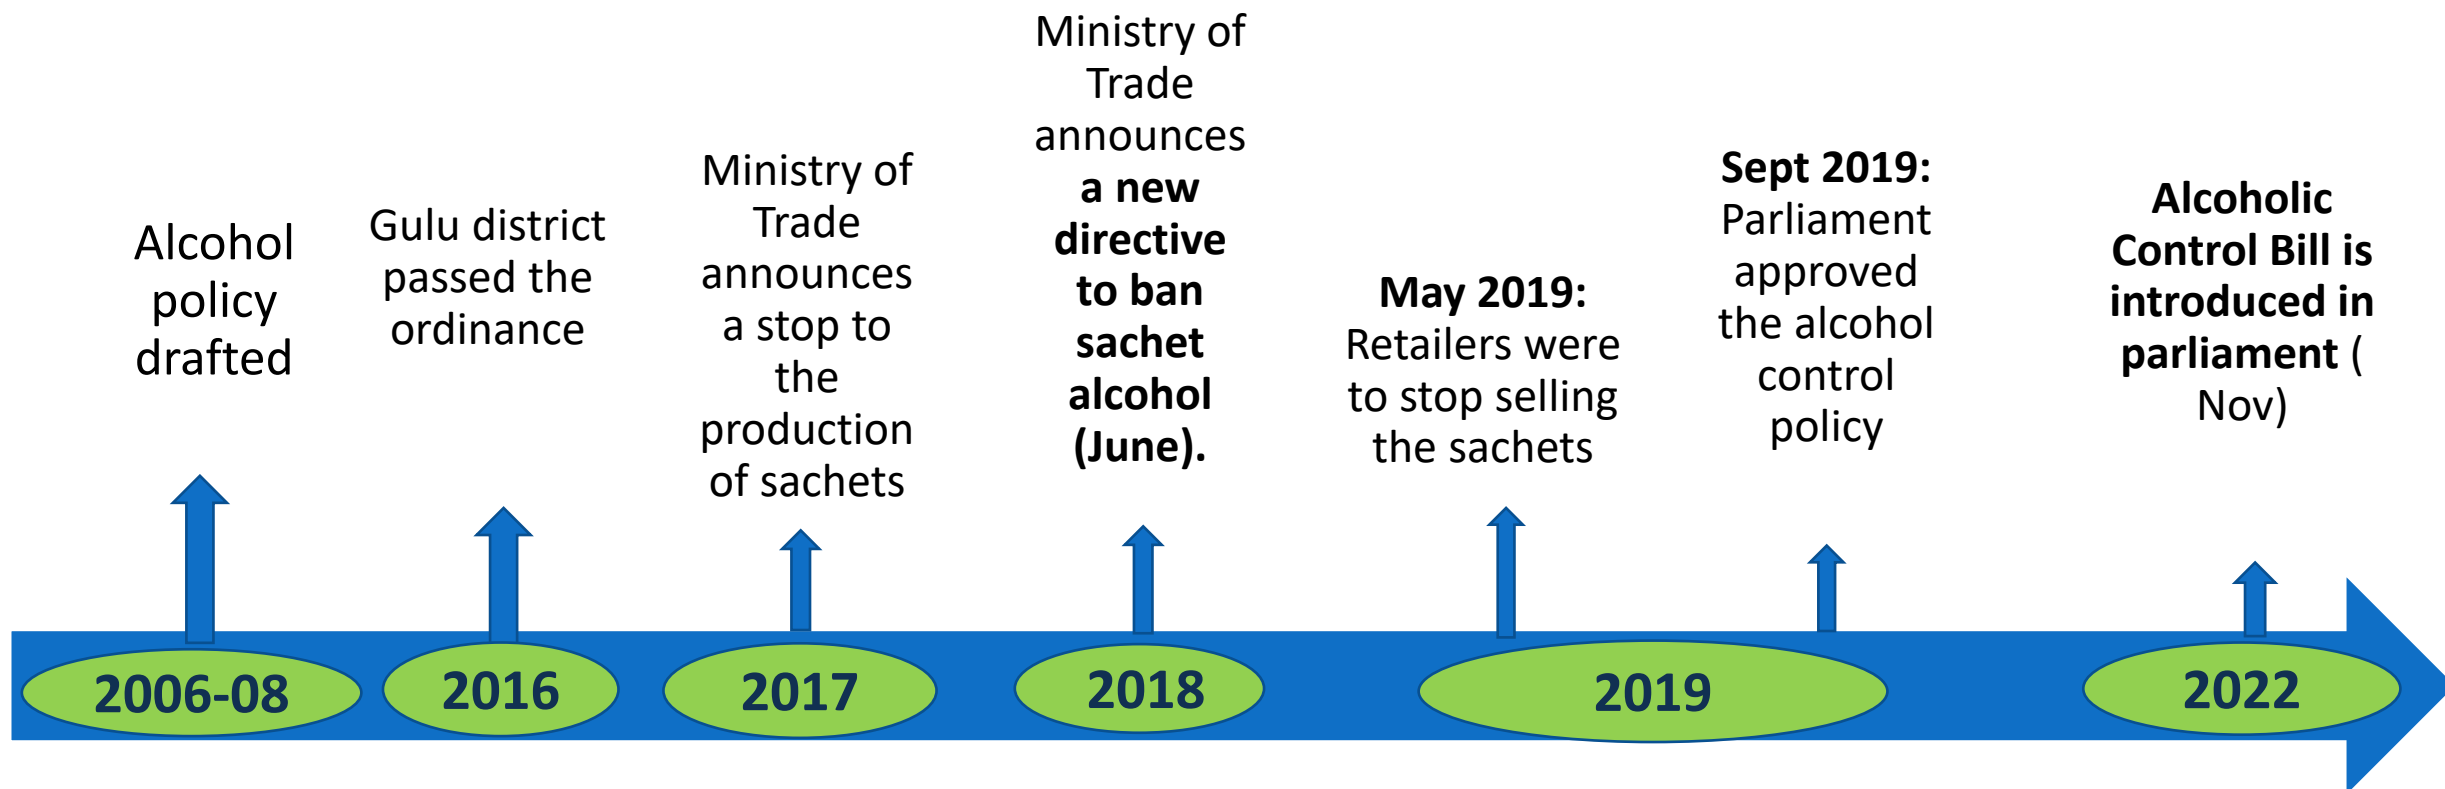 Alcohol
policy
drafted
Gulu district
passed the
ordinance
Ministry of
Trade
announces
a stop to
the
production
of sachets
Ministry of
Trade
announces
a new
directive
to ban
sachet
alcohol
(June).
May 2019:
Retailers were
to stop selling
the sachets
Sept 2019:
Parliament
approved
the alcohol
control
policy
Alcoholic
Control Bill is
introduced in
parliament (
Nov)
2006-08
2016
2017
2018
2019
2022